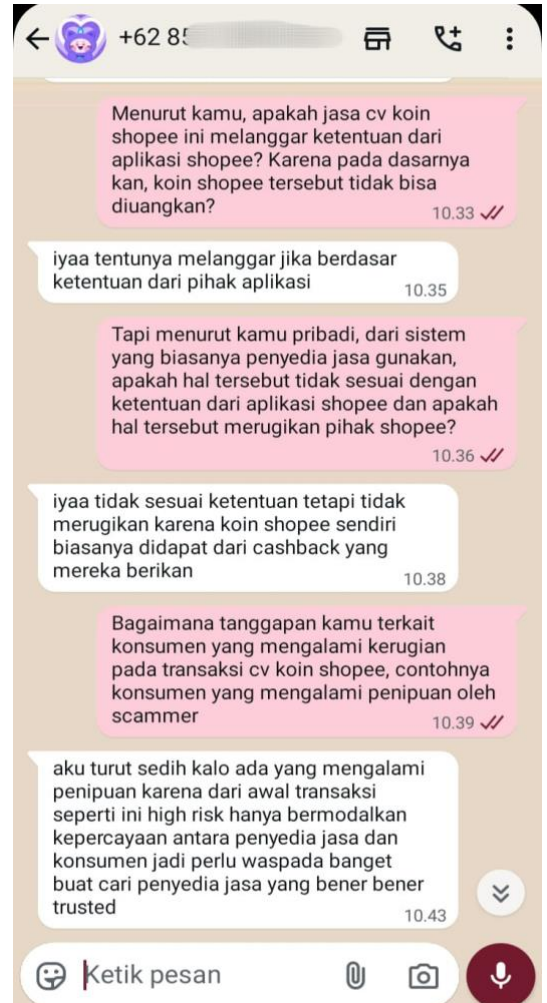 +62 8
Menurut kamu, apakah jasa cv koin
shopee ini melanggar ketentuan dari
aplikasi shopee? Karena pada dasarnya
kan, koin shopee tersebut tidak bisa
diuangkan?
10.33
iyaa tentunya melanggar jika berdasar
ketentuan dari pihak aplikasi
10.35
Tapi menurut kamu pribadi, dari sistem
yang biasanya penyedia jasa gunakan,
apakah hal tersebut tidak sesuai dengan
ketentuan dari aplikasi shopee dan apakah
hal tersebut merugikan pihak shopee?
10.36
iyaa tidak sesuai ketentuan tetapi tidak
merugikan karena koin shopee sendiri
biasanya didapat dari cashback yang
mereka berikan
10.38
Bagaimana tanggapan kamu terkait
konsumen yang mengalami kerugian
pada transaksi cv koin shopee, contohnya
konsumen yang mengalami penipuan oleh
scammer
10.39
aku turut sedih kalo ada yang mengalami
penipuan karena dari awal transaksi
seperti ini high risk hanya bermodalkan
kepercayaan antara penyedia jasa dan
konsumen jadi perlu waspada banget
buat cari penyedia jasa yang bener bener
trusted
10.43
Ketik pesan